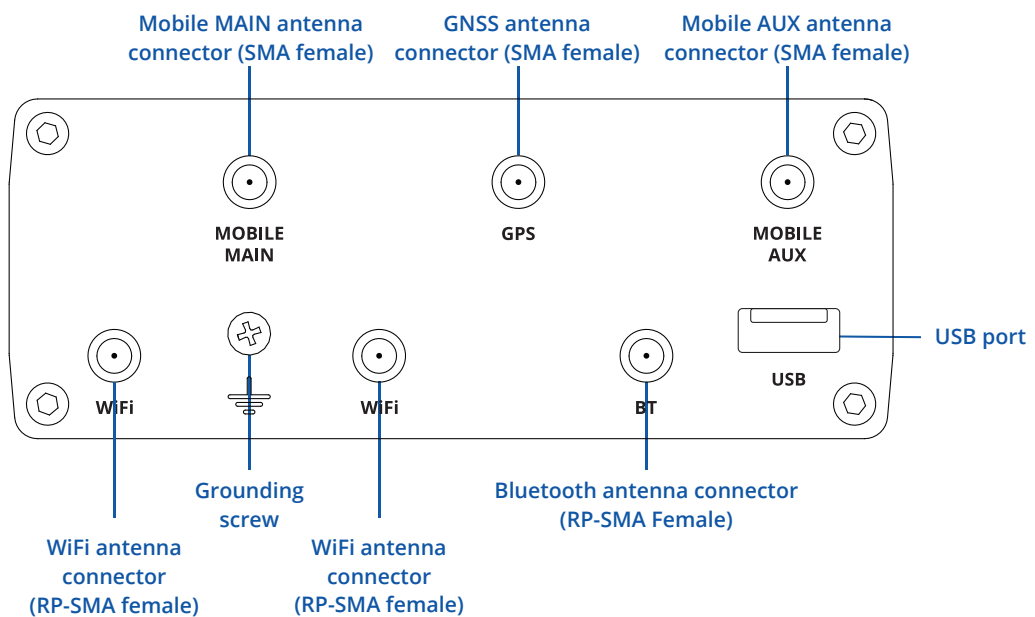 Mobile MAIN antenna
connector (SMA female)
GNSS antenna
connector (SMA female)
Mobile AUX antenna
connector (SMA female)
MOBILE
MAIN
GPS
MOBILE
AUX
USB port
USB
WiFi
WiFi
BT
Grounding
screw
Bluetooth antenna connector
(RP-SMA Female)
WiFi antenna
connector
(RP-SMA female)
WiFi antenna
connector
(RP-SMA female)